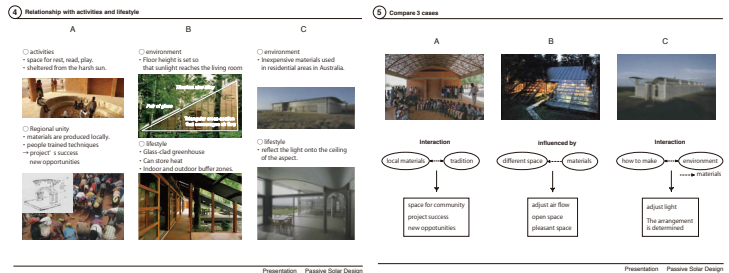 4 Relationship with activities and lifestyle
A
○ activities
・space for rest, read, play.
・sheltered from the harsh sun.
○ Regional unity
・materials are produced locally.
・people trained techniques
→ project's success
new opportunities
B
○ environment
・Floor height is set so
that sunlight reaches the living room
Pair of glass
○ lifestyle
・Glass-clad greenhouse
・Can store heat
・Indoor and outdoor buffer zones.
C
○ environment
・Inexpensive materials used
in residential areas in Australia.
○ lifestyle
・reflect the light onto the ceiling
of the aspect.
Presentation Passive Solar Design
5 Compare 3 cases
A
B
C
Interaction
local materials
tradition
space for community
project success
new oppotunities
influenced by
different space
materials
adjust air flow
open space
pleasant space
Interaction
how to make
environment
materials
adjust light
The arrangement
is determined
Presentation Passive Solar Design